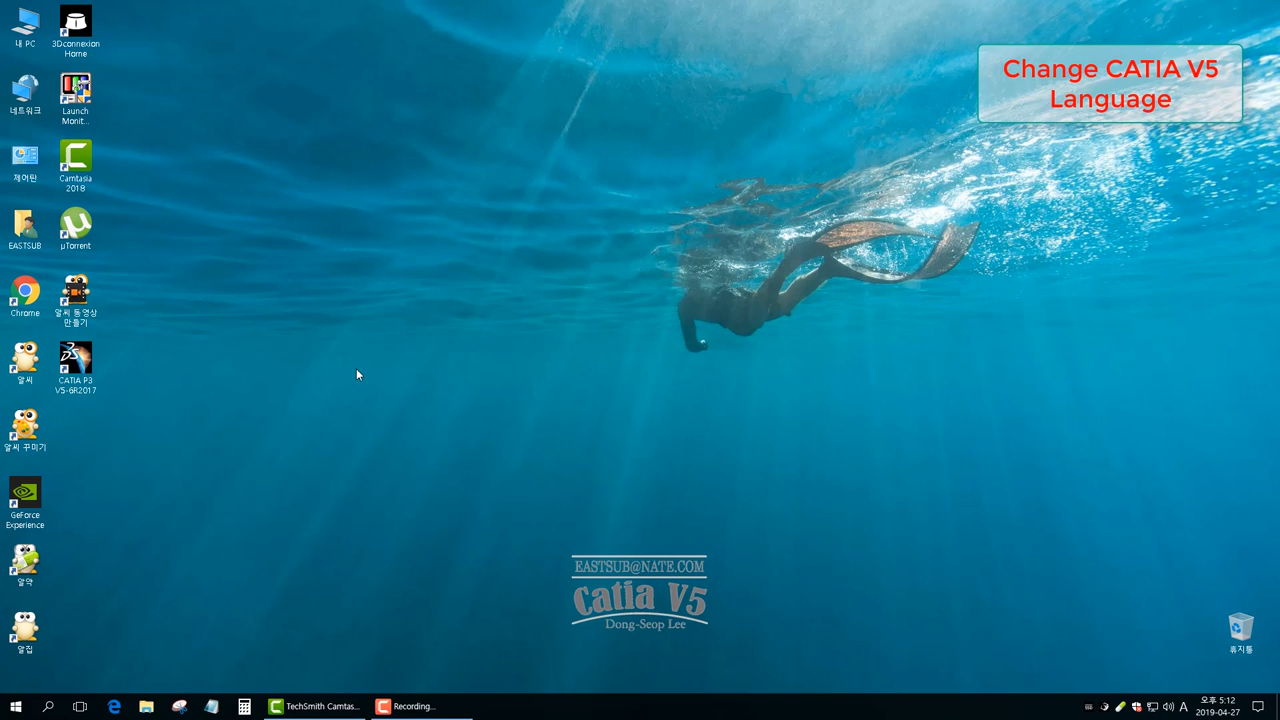 Change CATIA V5
Language
내 PC
3Dconnexion
Home
네트워크
Launch
Monit...
제어판
Camtasia
2018
EASTSUB
µTorrent
Chrome
알씨 동영상
만들기
알씨
CATIA P3
V5-6R2017
알씨 꾸미기
GeForce
Experience
알약
알집
EASTSUB@NATE.COM
Catia V5
Dong-Seop Lee
휴지통
TechSmith Camtas...
Recording...
A
오후 5:12
2019-04-27